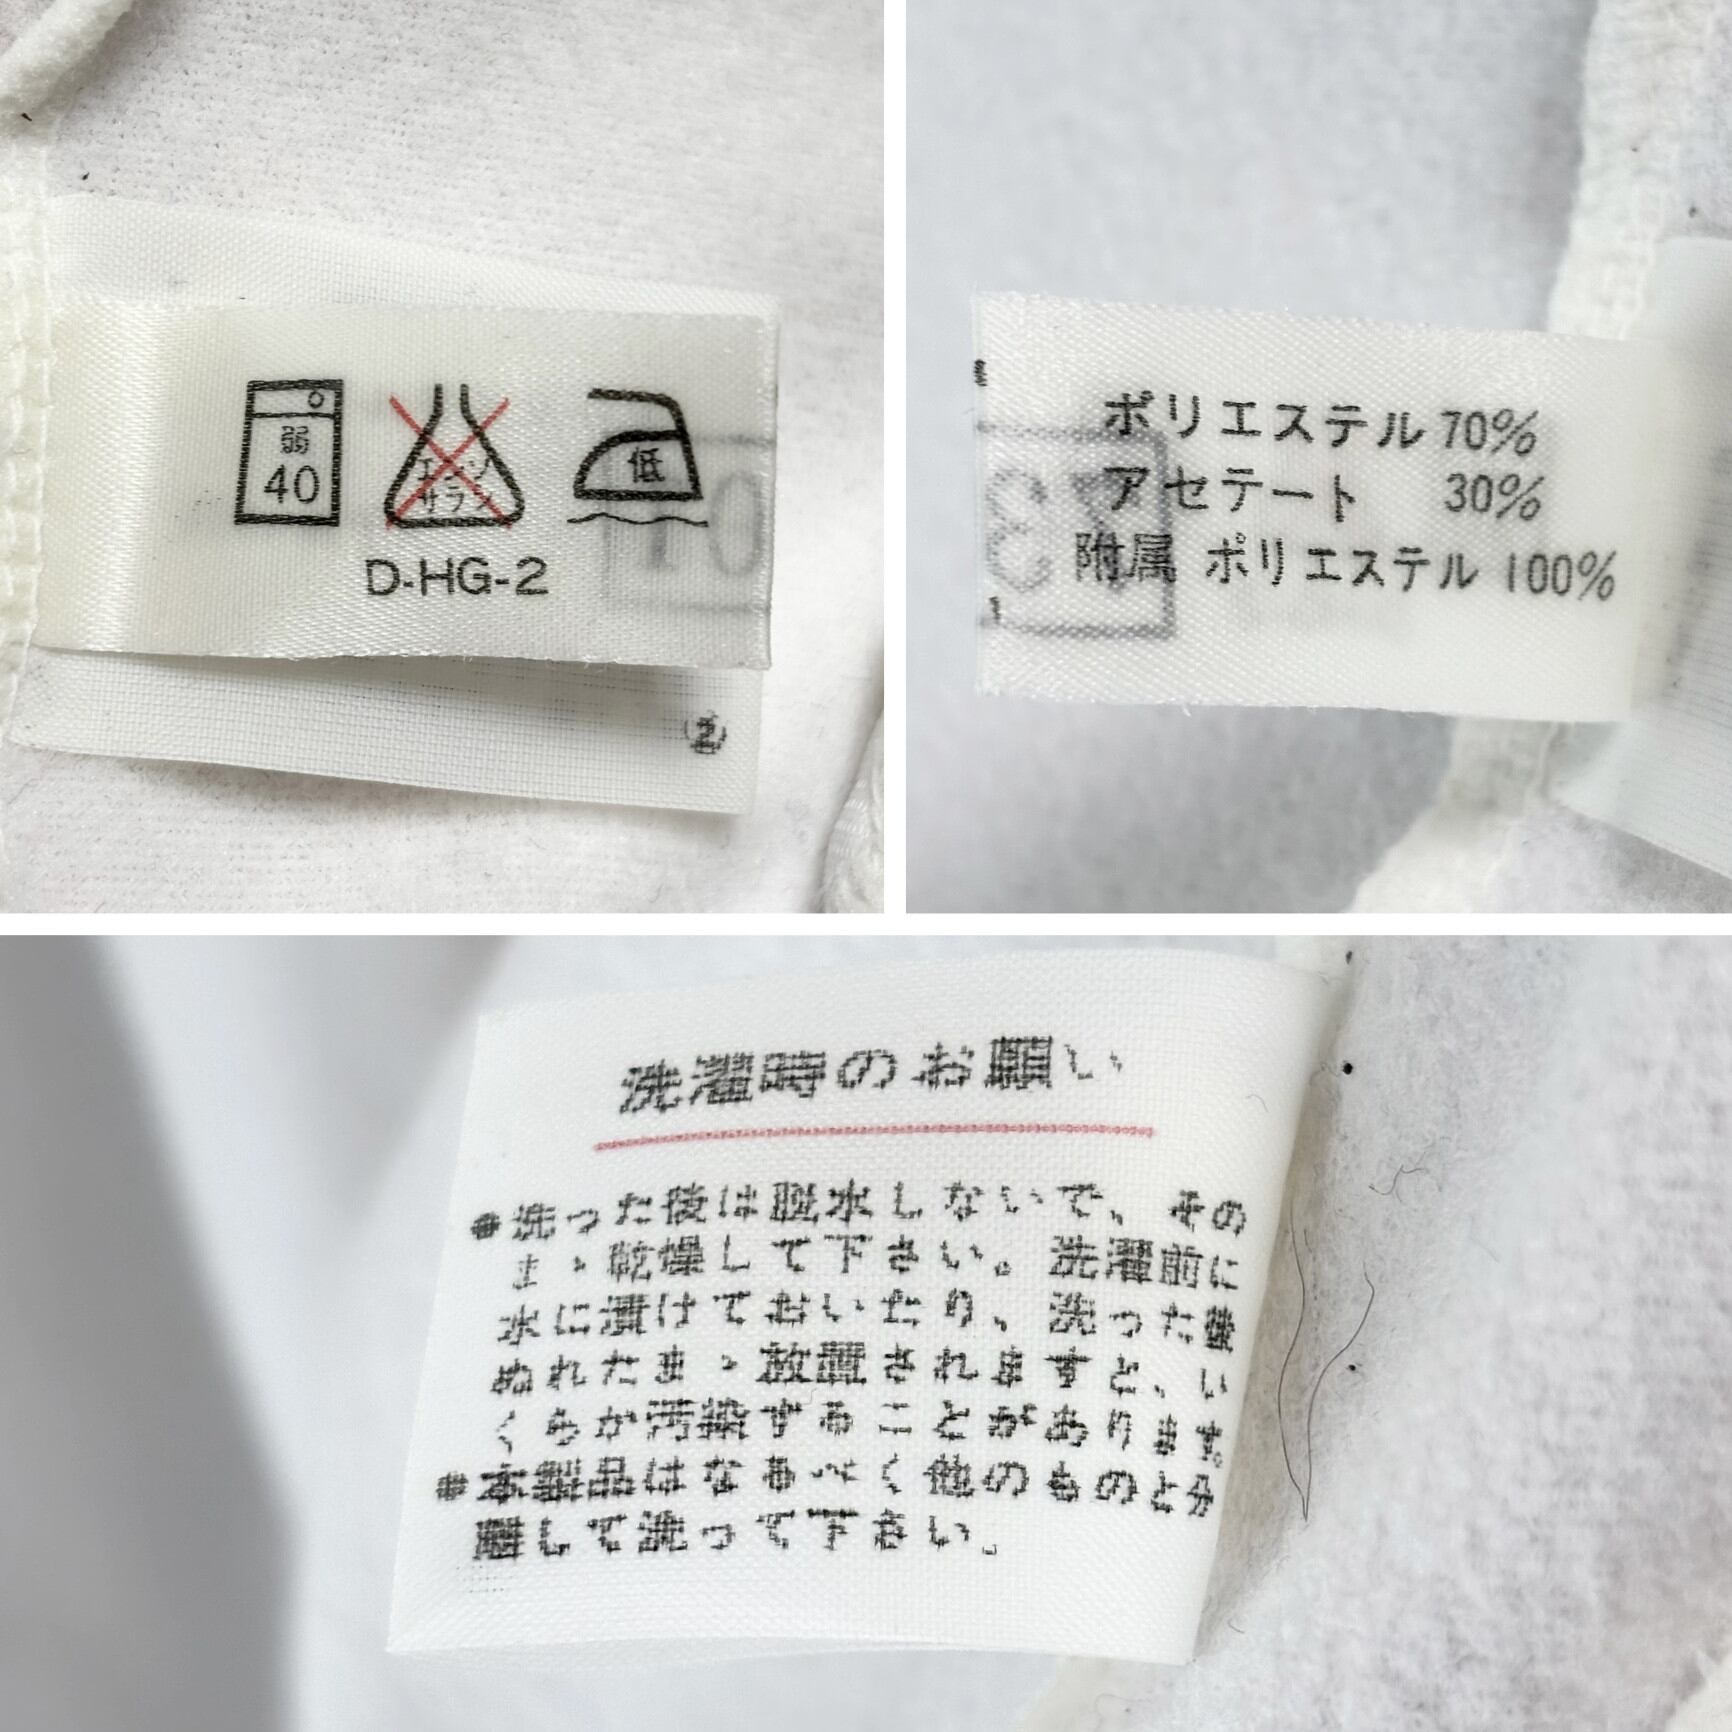 弱
40
エンソ
サラシ
低
D-HG-2
②
ポリエステル 70%
アセテート 30%
附属 ポリエステル 100%
洗濯時のお願い
●洗った後は脱水しないで、その
まゝ乾燥して下さい。洗濯前に
水に漬けておいたり、洗った後
ぬれたまゝ放置されますと、い
くらか汚染することがあります。
●本製品はなるべく他のものと分
離して洗って下さい。